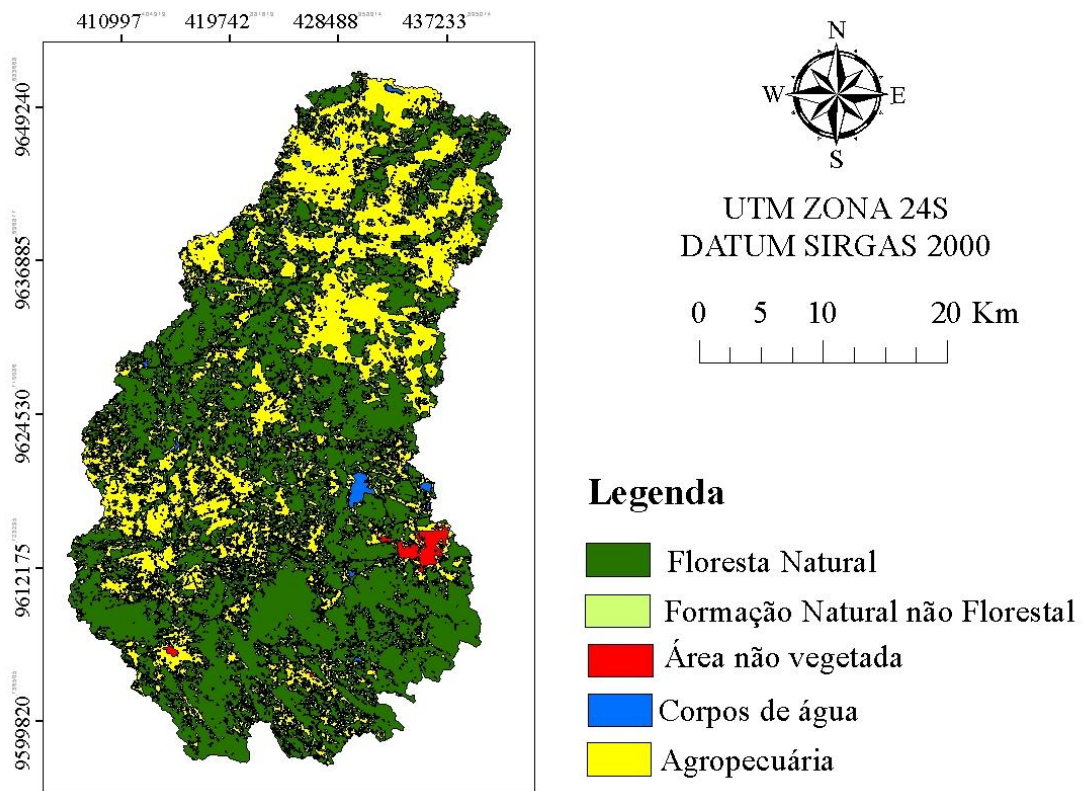 410997 419742 428488 437233
9649240
9636885
9624530
9612175
9599820
N
W E
S
UTM ZONA 24S
DATUM SIRGAS 2000
0 5 10 20 Km
Legenda
Floresta Natural
Formação Natural não Florestal
Área não vegetada
Corpos de água
Agropecuária